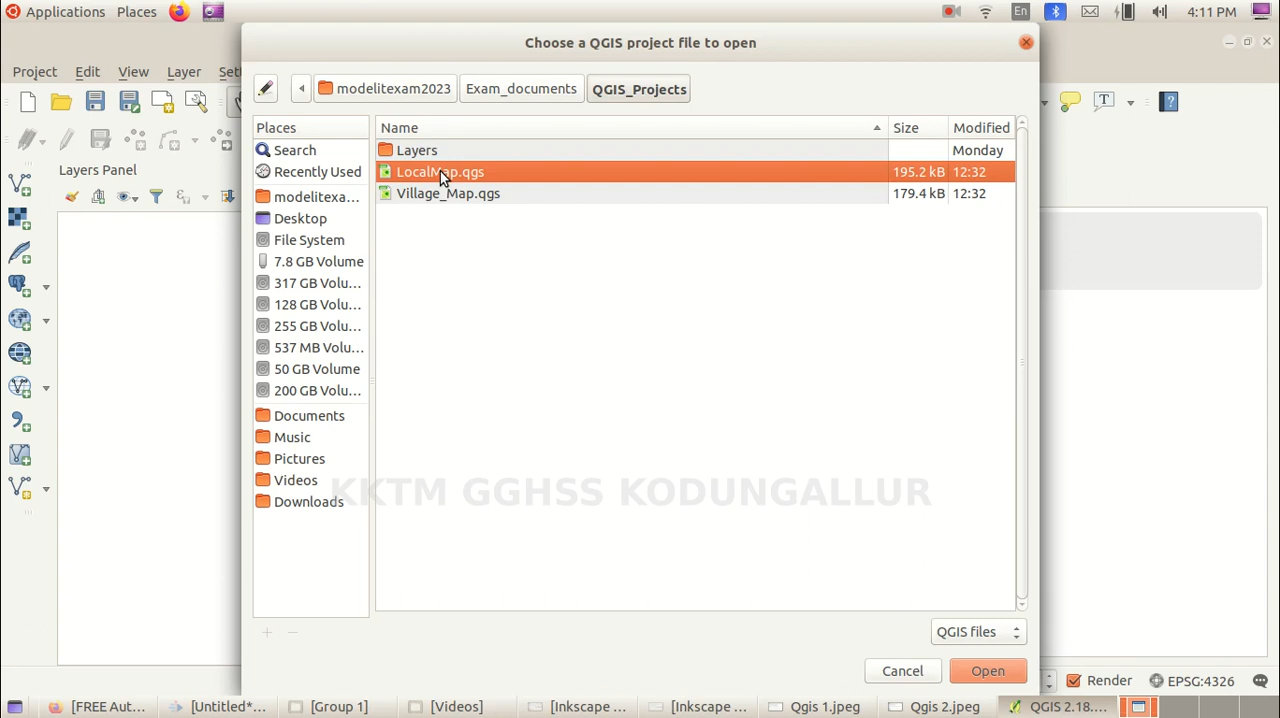 Applications Places En 4:11 PM
Choose a QGIS project file to open
Project Edit View Layer Set
modelitexam2023 Exam_documents QGIS_Projects
Layers Panel
Places
Search
Recently Used
modelitexa...
Desktop
File System
7.8 GB Volume
317 GB Volu...
128 GB Volu...
255 GB Volu...
537 MB Volu...
50 GB Volume
200 GB Volu...
Documents
Music
Pictures
Videos
Downloads
Name Size Modified
Layers Monday
LocalMap.qgs 195.2 kB 12:32
Village_Map.qgs 179.4 kB 12:32
KKTM GGHSS KODUNGALLUR
QGIS files
Cancel Open
Render EPSG:4326
[FREE Aut... [Untitled*... [Group 1] [Videos] [Inkscape ... [Inkscape ... Qgis 1.jpeg Qgis 2.jpeg QGIS 2.18....